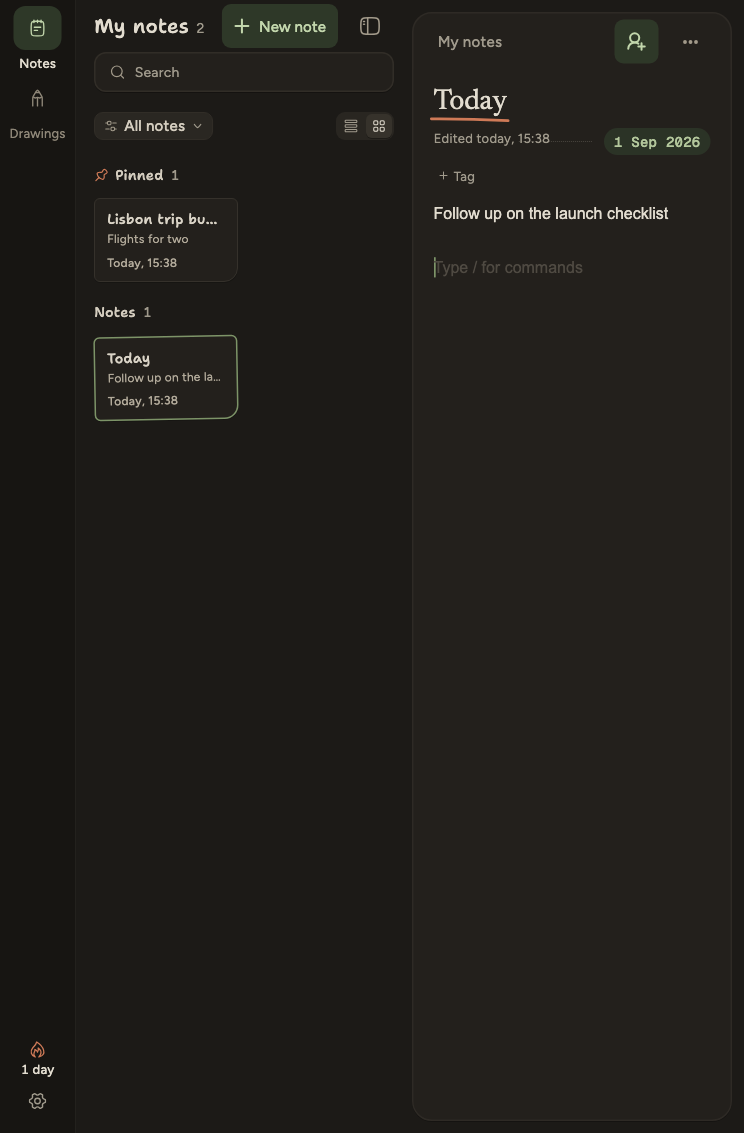 Notes
Drawings
1 day
My notes 2
New note
Search
All notes
Pinned 1
Lisbon trip bu...
Flights for two
Today, 15:38
Notes 1
Today
Follow up on the la...
Today, 15:38
My notes
Today
Edited today, 15:38
1 Sep 2026
+ Tag
Follow up on the launch checklist
Type / for commands